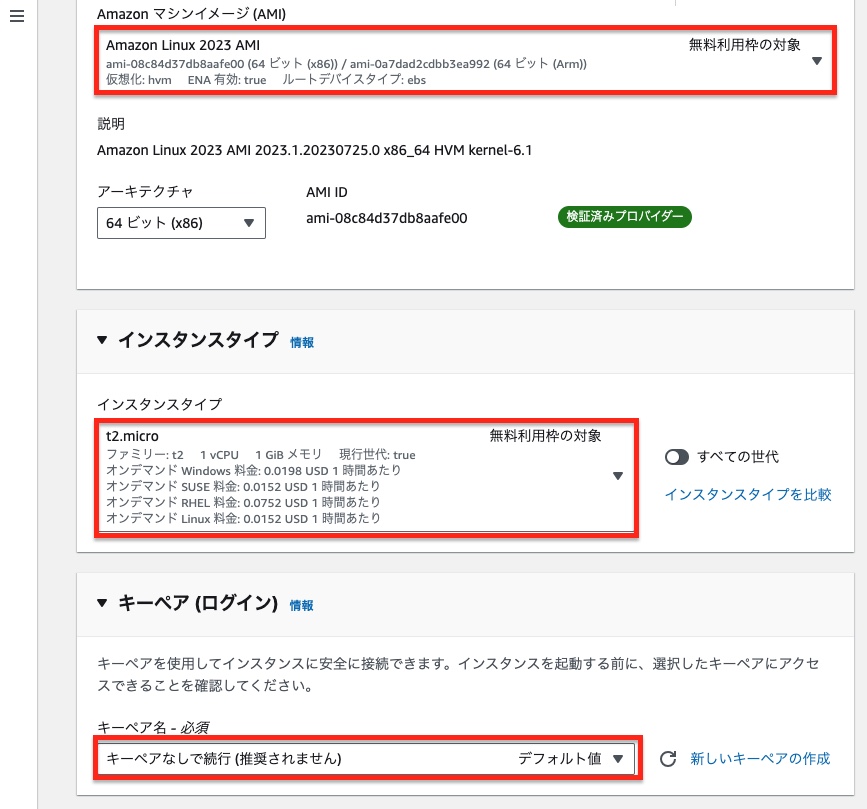 Amazon マシンイメージ (AMI)
Amazon Linux 2023 AMI 無料利用枠の対象
ami-08c84d37db8aafe00 (64 ビット (x86)) / ami-0a7dad2cdbb3ea992 (64 ビット (Arm))
仮想化: hvm ENA 有効: true ルートデバイスタイプ: ebs
説明
Amazon Linux 2023 AMI 2023.1.20230725.0 x86_64 HVM kernel-6.1
アーキテクチャ AMI ID
64 ビット (x86) ami-08c84d37db8aafe00 検証済みプロバイダー
インスタンスタイプ 情報
インスタンスタイプ
t2.micro 無料利用枠の対象
ファミリー: t2 1 vCPU 1 GiB メモリ 現行世代: true
オンデマンド Windows 料金: 0.0198 USD 1 時間あたり
オンデマンド SUSE 料金: 0.0152 USD 1 時間あたり
オンデマンド RHEL 料金: 0.0752 USD 1 時間あたり
オンデマンド Linux 料金: 0.0152 USD 1 時間あたり
すべての世代
インスタンスタイプを比較
キーペア (ログイン) 情報
キーペアを使用してインスタンスに安全に接続できます。インスタンスを起動する前に、選択したキーペアにアクセ
スできることを確認してください。
キーペア名 - 必須
キーペアなしで続行 (推奨されません) デフォルト値 新しいキーペアの作成